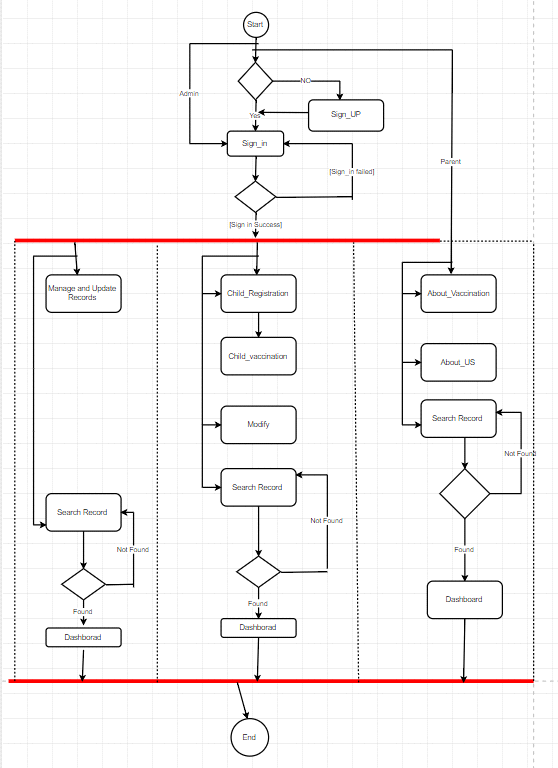 Start
NO
Admin
Sign_UP
Yes
Sign_in
Parent
[Sign_in failed]
[Sign in Success]
Manage and Update
Records
Child_Registration
About_Vaccination
Child_vaccination
About_US
Modify
Search Record
Not Found
Search Record
Search Record
Not Found
Not Found
Found
Found
Found
Dashboard
Dashborad
Dashborad
End